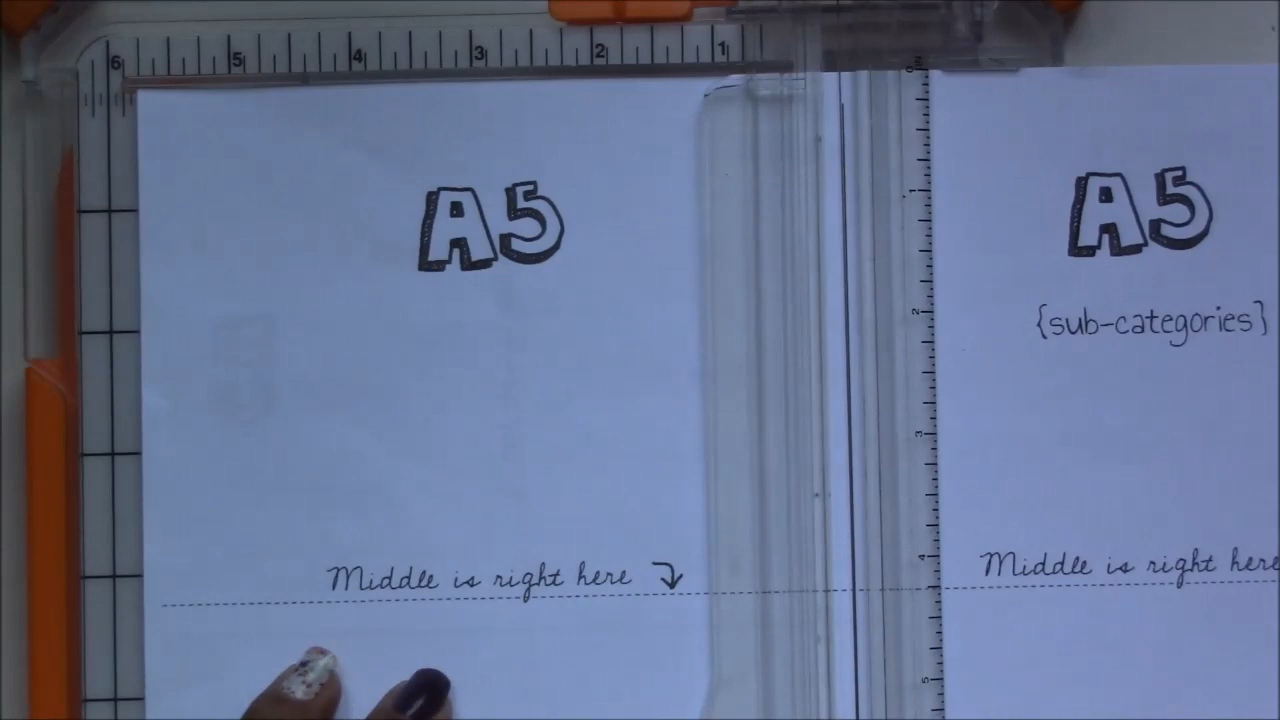 6 5 4 3 2 1
0
1
2
3
4
5
A5
Middle is right here
A5
{sub-categories}
Middle is right here